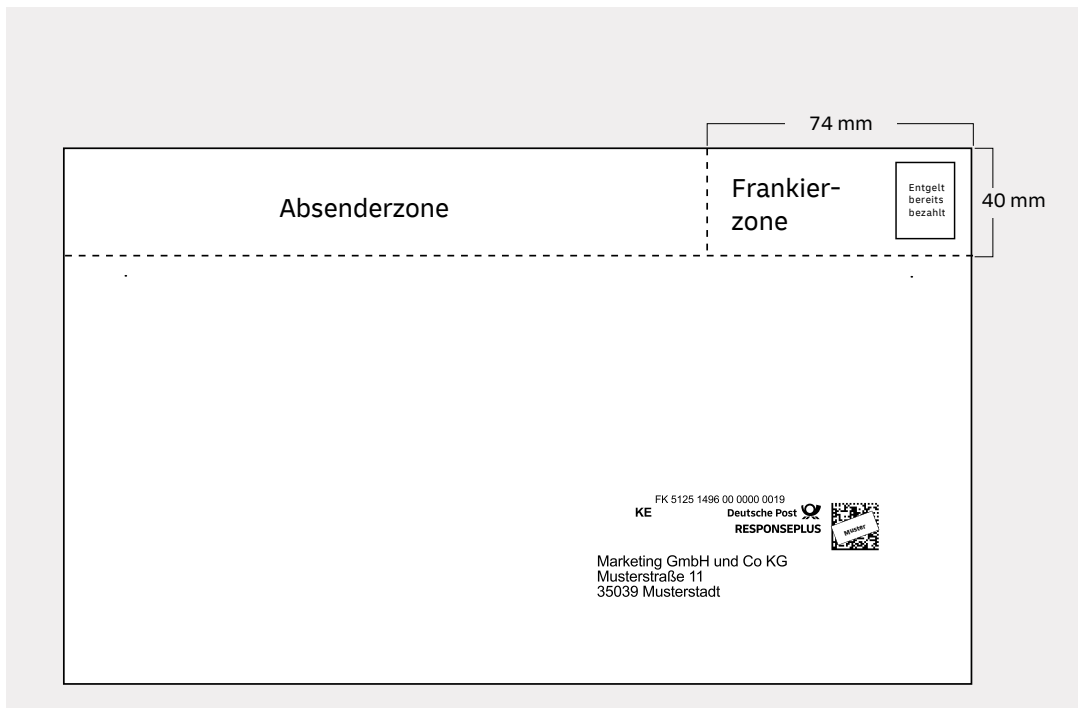 74 mm
Absenderzone
Frankier-
zone
Entgelt
bereits
bezahlt
40 mm
FK 5125 1496 00 0000 0019
KE
Deutsche Post
RESPONSEPLUS
Muster
Marketing GmbH und Co KG
Musterstraße 11
35039 Musterstadt